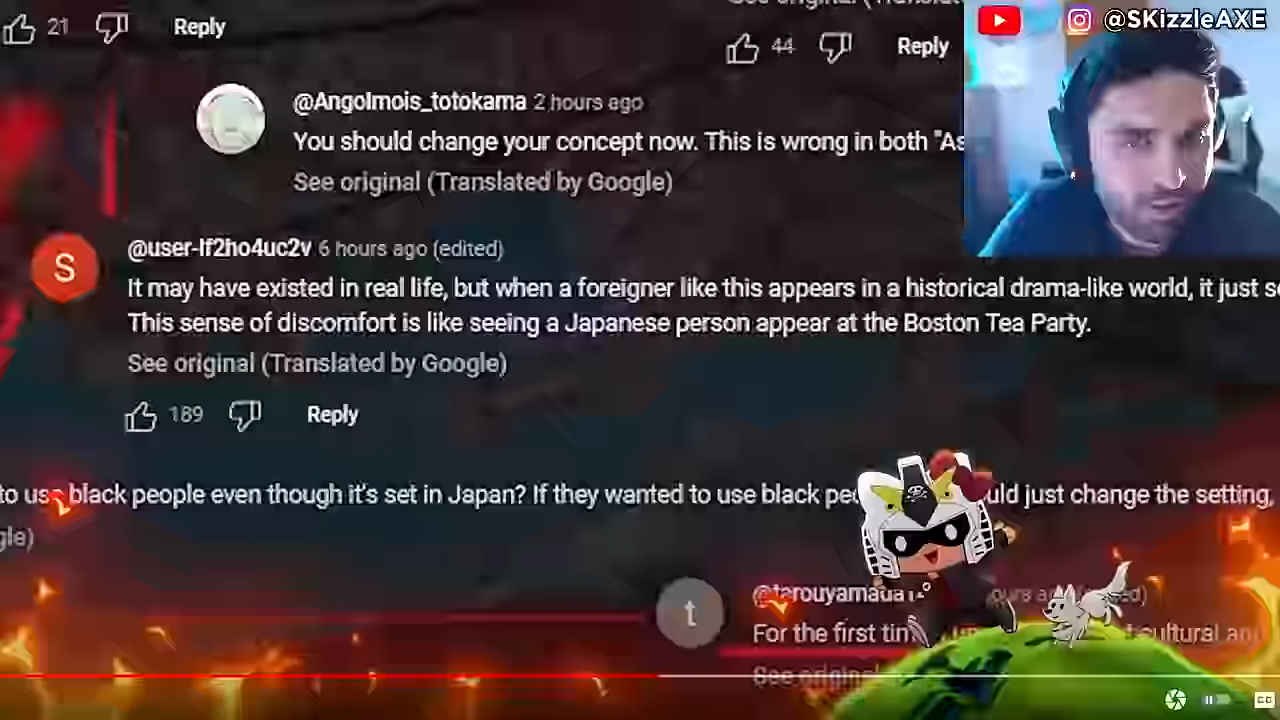 21 Reply
44 Reply
@SKizzleAXE
@Angolmois_totokama 2 hours ago
You should change your concept now. This is wrong in both "As
See original (Translated by Google)
S
@user-lf2ho4uc2v 6 hours ago (edited)
It may have existed in real life, but when a foreigner like this appears in a historical drama-like world, it just
This sense of discomfort is like seeing a Japanese person appear at the Boston Tea Party.
See original (Translated by Google)
189 Reply
to use black people even though it's set in Japan? If they wanted to use black just change the setting,
gle)
t
For the first
cultural
See original